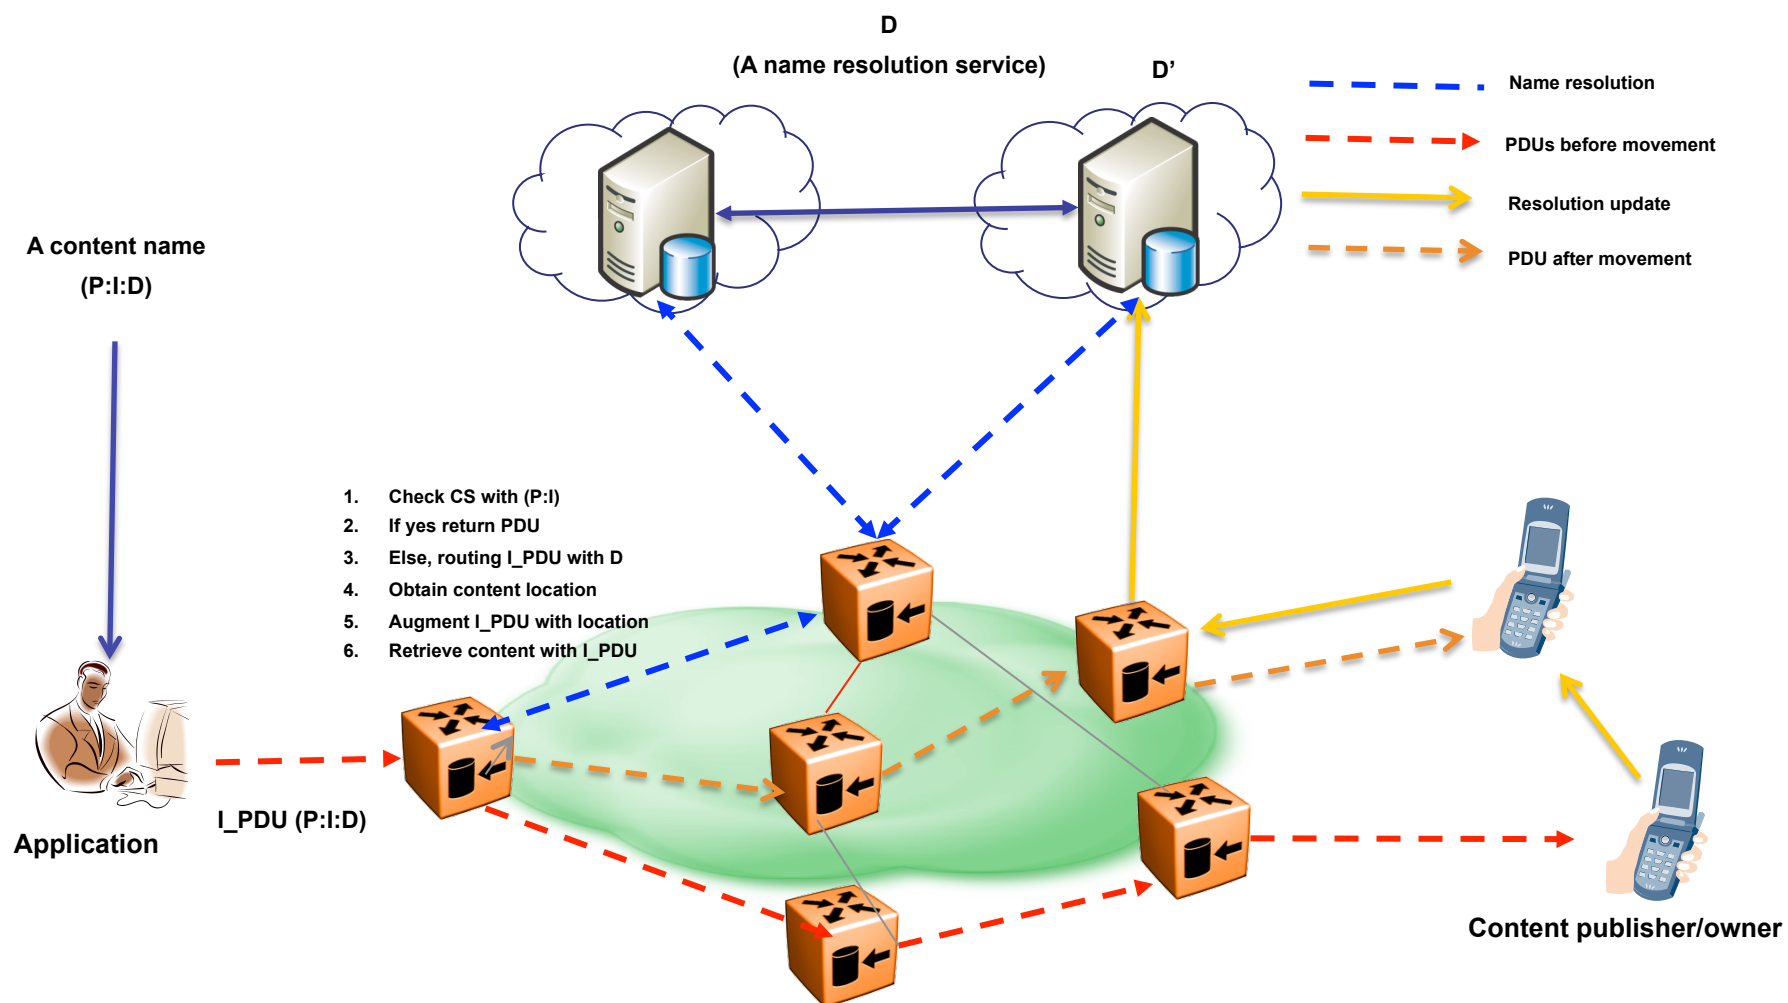 D
(A name resolution service)
D’
Name resolution
PDUs before movement
Resolution update
PDU after movement
A content name
(P:I:D)
1. Check CS with (P:I)
2. If yes return PDU
3. Else, routing I_PDU with D
4. Obtain content location
5. Augment I_PDU with location
6. Retrieve content with I_PDU
I_PDU (P:I:D)
Application
Content publisher/owner